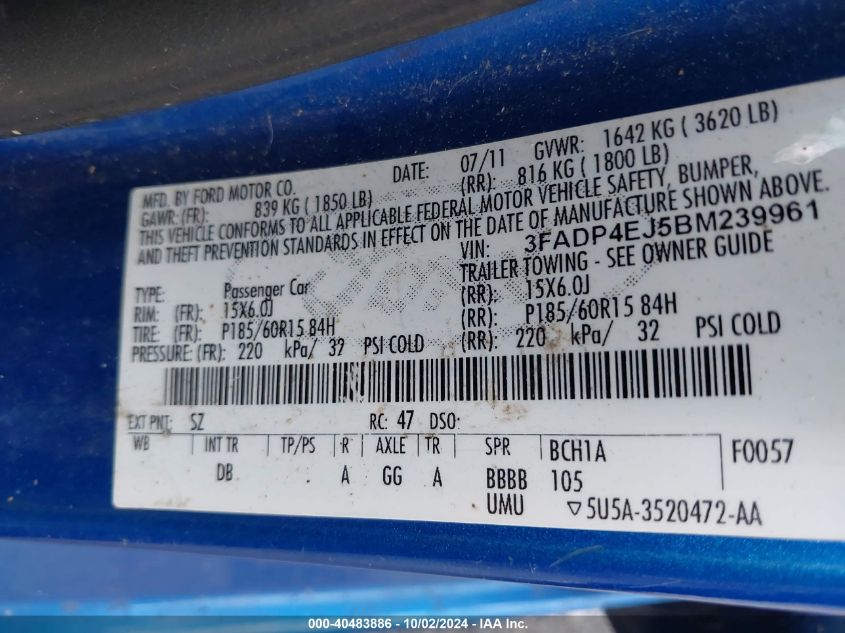 MFD. BY FORD MOTOR CO. DATE: 07/11 GVWR: 1642 KG ( 3620 LB)
GAWR: (FR): 839 KG ( 1850 LB) (RR): 816 KG ( 1800 LB)
THIS VEHICLE CONFORMS TO ALL APPLICABLE FEDERAL MOTOR VEHICLE SAFETY, BUMPER,
AND THEFT PREVENTION STANDARDS IN EFFECT ON THE DATE OF MANUFACTURE SHOWN ABOVE.
VIN: 3FADP4EJ5BM239961
TRAILER TOWING - SEE OWNER GUIDE
TYPE: Passenger Car
RIM: (FR): 15X6.0J (RR): 15X6.0J
TIRE: (FR): P185/60R15 84H (RR): P185/60R15 84H
PRESSURE: (FR): 220 kPa/ 32 PSI COLD (RR): 220 kPa/ 32 PSI COLD
EXT PNT: SZ RC: 47 DSO:
WB INT TR TP/PS R AXLE TR SPR BCH1A F0057
DB A GG A BBBB 105
UMU ▽5U5A-3520472-AA
000-40483886 - 10/02/2024 - IAA Inc.